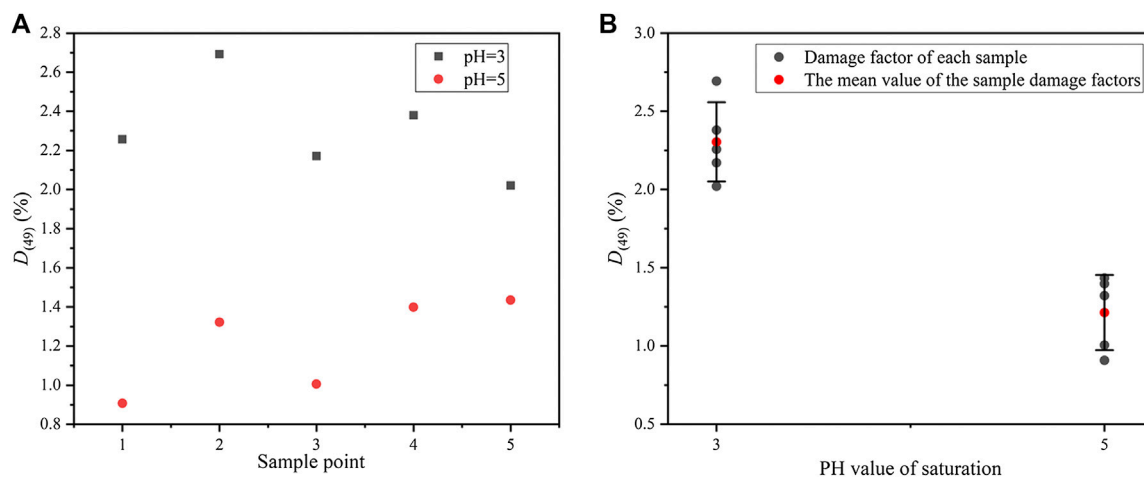 A
2.8
2.6
2.4
2.2
2.0
1.8
1.6
1.4
1.2
1.0
0.8
D(49) (%)
pH=3
pH=5
1 2 3 4 5
Sample point
B
3.0
2.5
2.0
1.5
1.0
0.5
D(49) (%)
Damage factor of each sample
The mean value of the sample damage factors
3 5
PH value of saturation